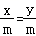 x/m = y/m